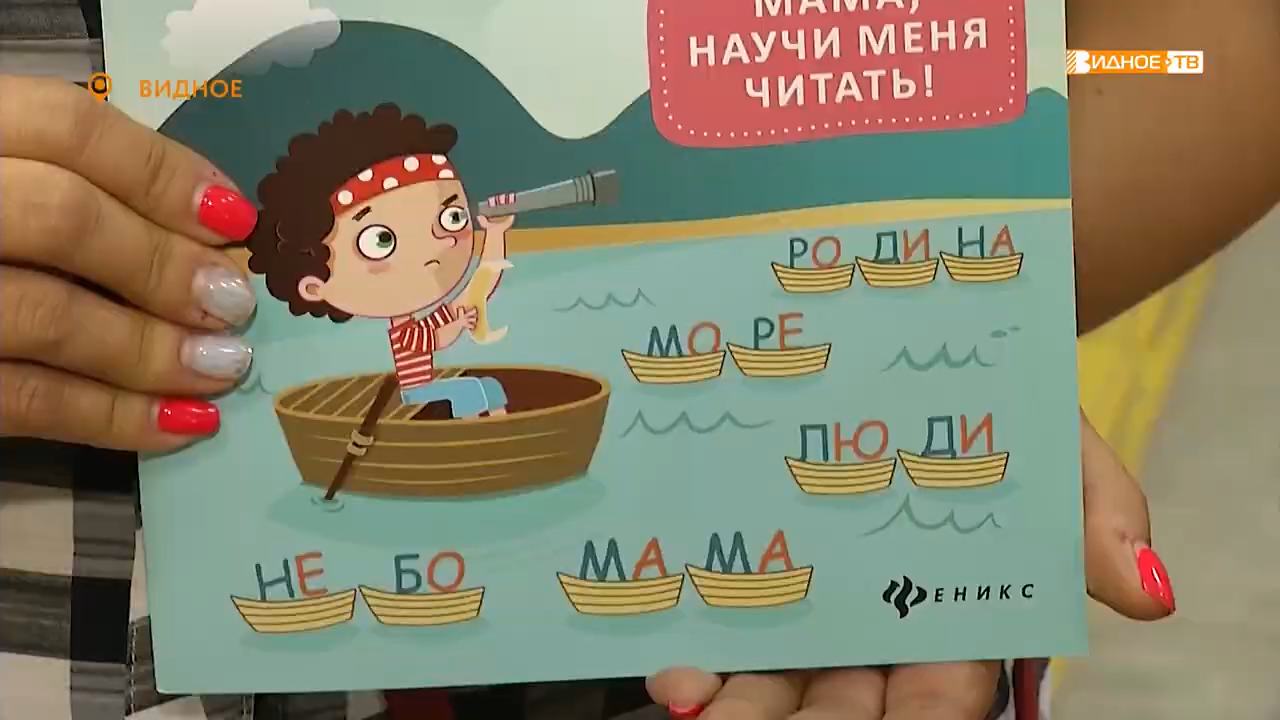 МАМА,
НАУЧИ МЕНЯ
ЧИТАТЬ!
ВИДНОЕ
ВИДНОЕ ТВ
РО ДИ НА
МО РЕ
ЛЮ ДИ
НЕ БО
МА МА
ФЕНИКС